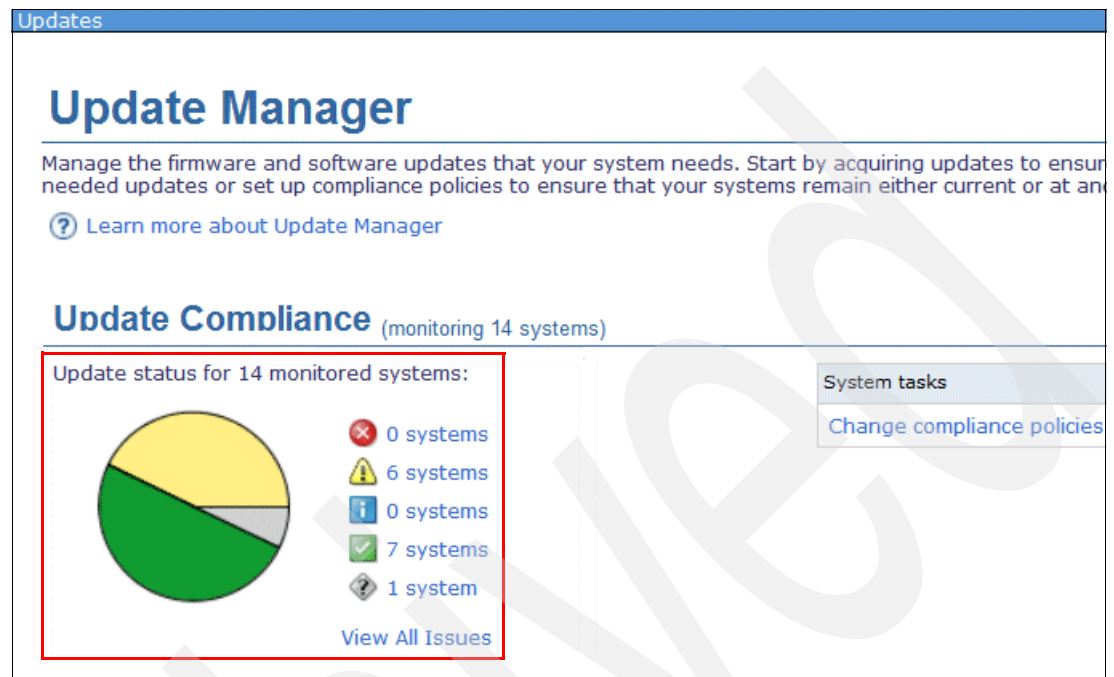 Updates
Update Manager
Manage the firmware and software updates that your system needs. Start by acquiring updates to ensur
needed updates or set up compliance policies to ensure that your systems remain either current or at
? Learn more about Update Manager
Update Compliance (monitoring 14 systems)
Update status for 14 monitored systems:
0 systems
6 systems
0 systems
7 systems
? 1 system
View All Issues
System tasks
Change compliance policies